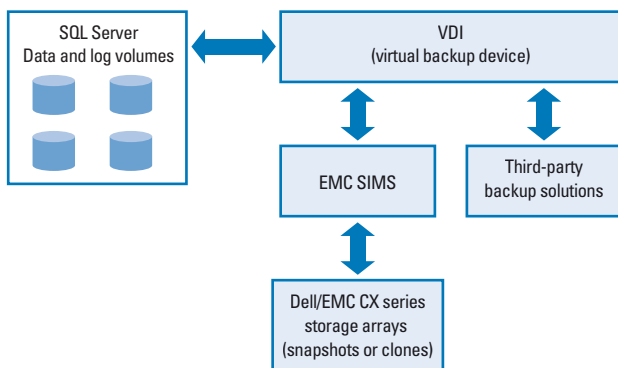 SQL Server
Data and log volumes
VDI
(virtual backup device)
EMC SIMS
Third-party
backup solutions
Dell/EMC CX series
storage arrays
(snapshots or clones)